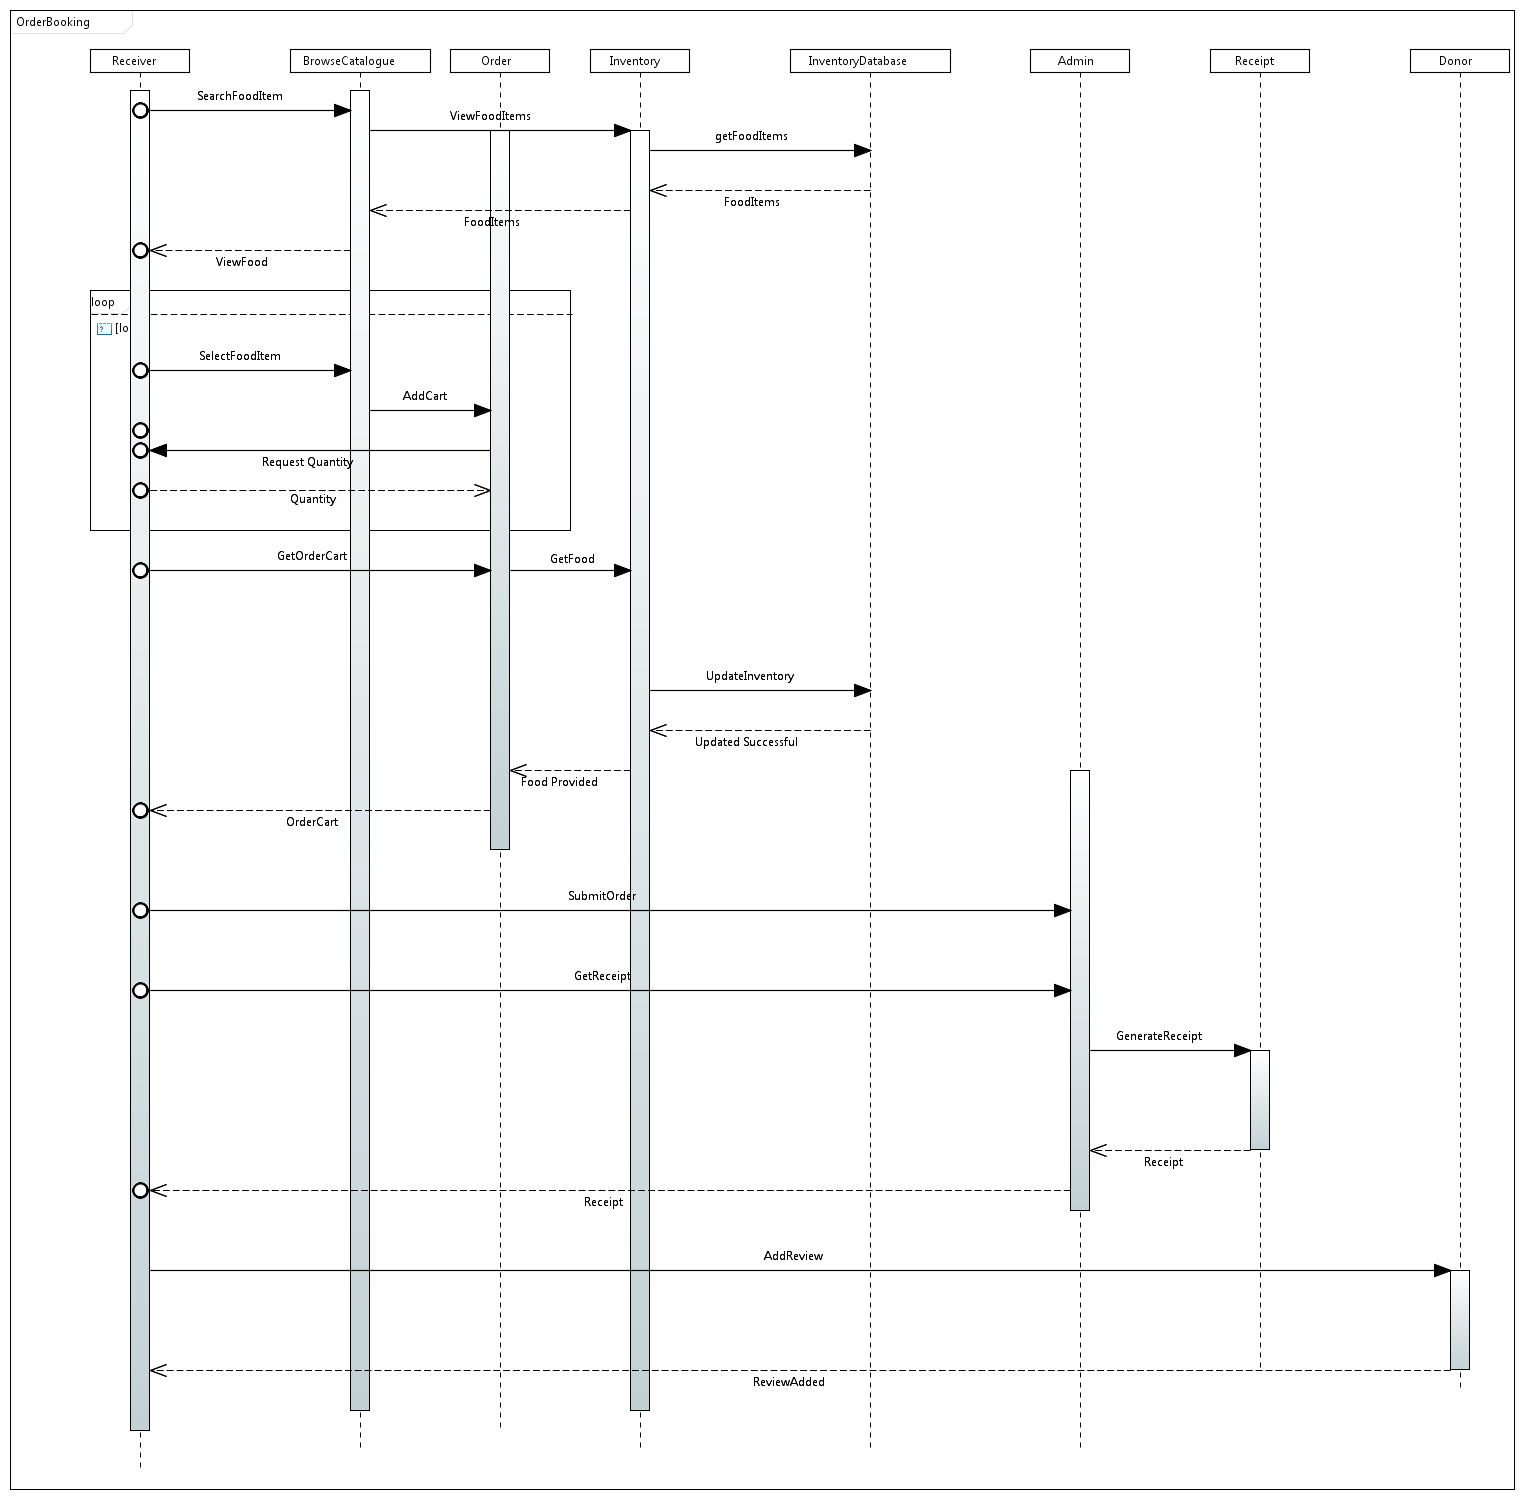 OrderBooking
Receiver
BrowseCatalogue
Order
Inventory
InventoryDatabase
Admin
Receipt
Donor
SearchFoodItem
ViewFoodItems
getFoodItems
FoodItems
FoodItems
ViewFood
loop
[lo
SelectFoodItem
AddCart
Request Quantity
Quantity
GetOrderCart
GetFood
UpdateInventory
Updated Successful
Food Provided
OrderCart
SubmitOrder
GetReceipt
GenerateReceipt
Receipt
Receipt
AddReview
ReviewAdded